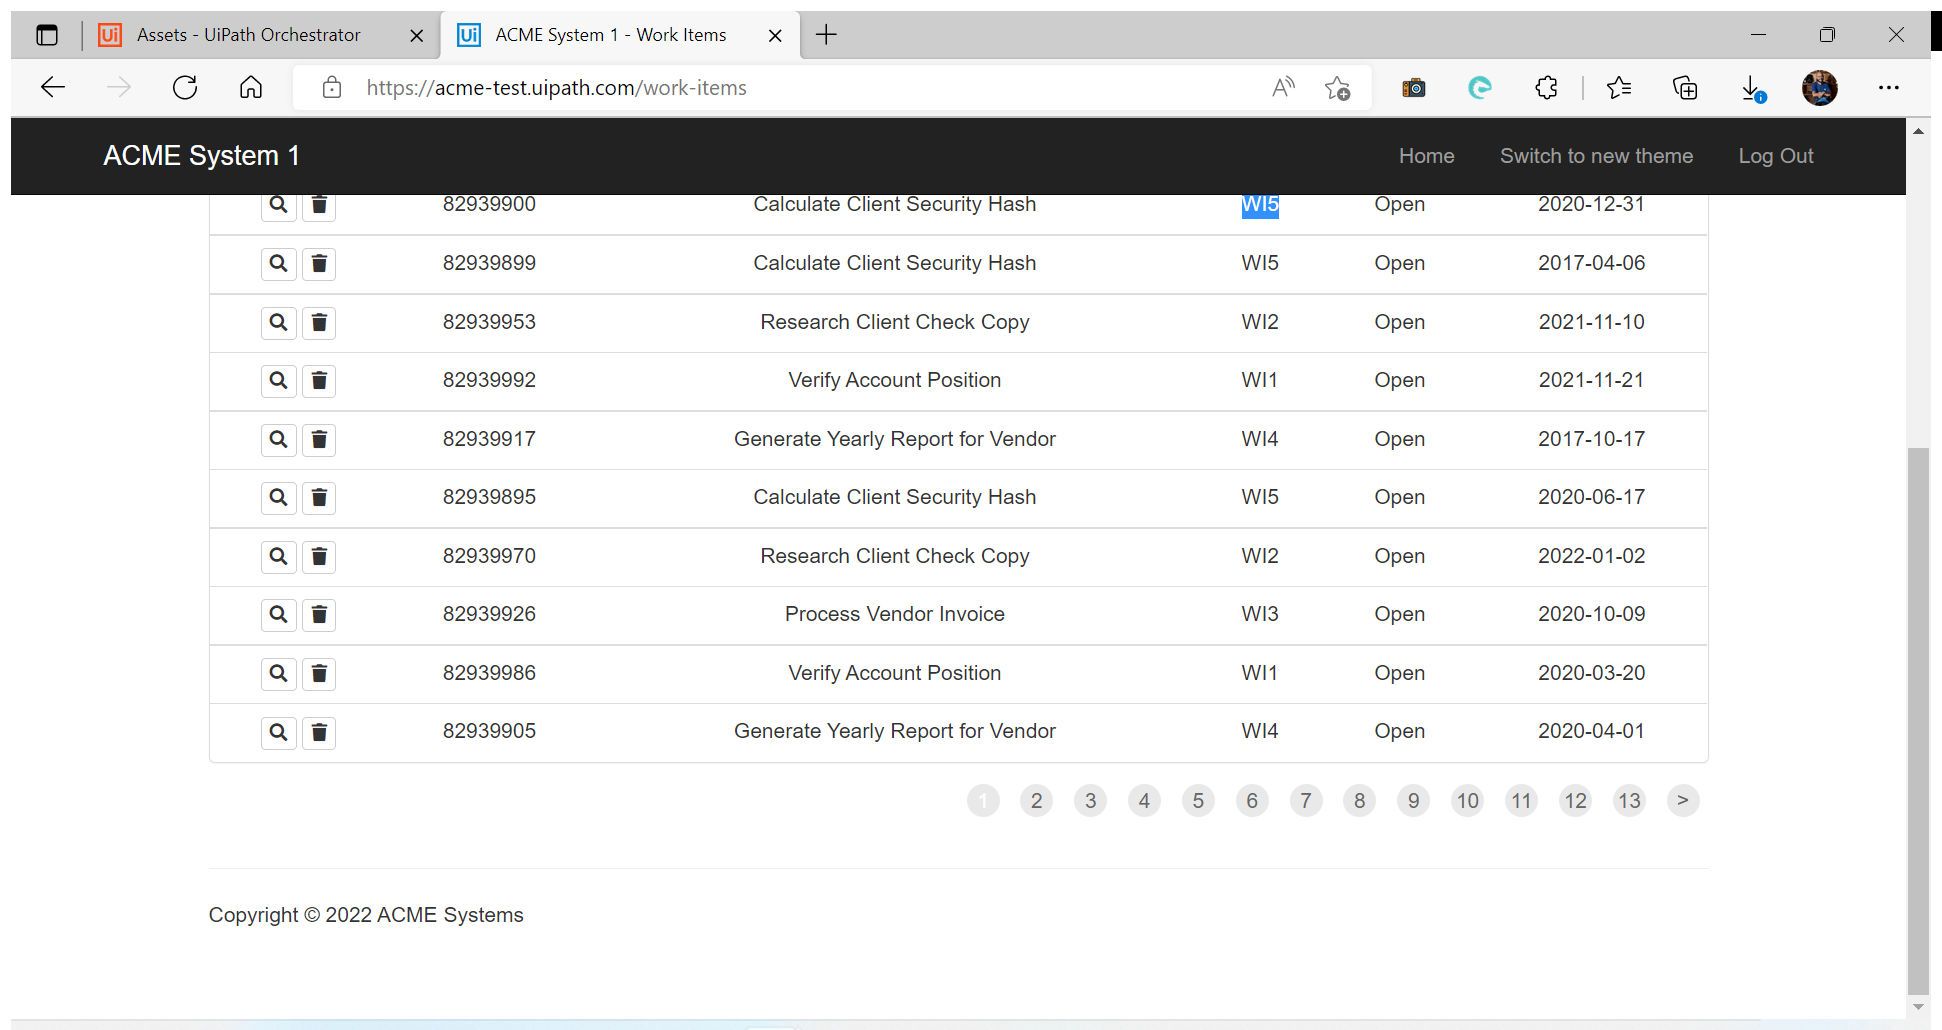 Assets - UiPath Orchestrator
ACME System 1 - Work Items
https://acme-test.uipath.com/work-items
ACME System 1 Home Switch to new theme Log Out
82939900 Calculate Client Security Hash WI5 Open 2020-12-31
82939899 Calculate Client Security Hash WI5 Open 2017-04-06
82939953 Research Client Check Copy WI2 Open 2021-11-10
82939992 Verify Account Position WI1 Open 2021-11-21
82939917 Generate Yearly Report for Vendor WI4 Open 2017-10-17
82939895 Calculate Client Security Hash WI5 Open 2020-06-17
82939970 Research Client Check Copy WI2 Open 2022-01-02
82939926 Process Vendor Invoice WI3 Open 2020-10-09
82939986 Verify Account Position WI1 Open 2020-03-20
82939905 Generate Yearly Report for Vendor WI4 Open 2020-04-01
1 2 3 4 5 6 7 8 9 10 11 12 13 >
Copyright © 2022 ACME Systems